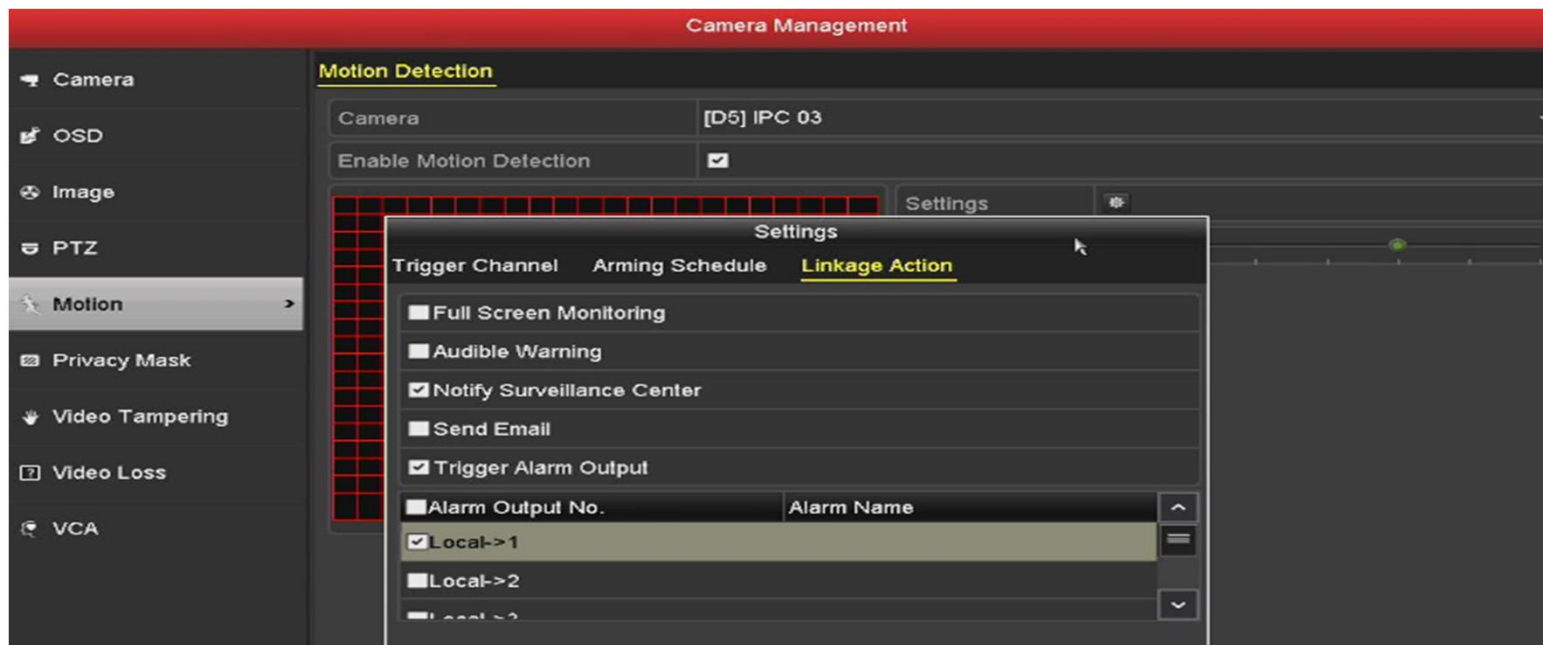 Camera Management
Camera
OSD
Image
PTZ
Motion
Privacy Mask
Video Tampering
Video Loss
VCA
Motion Detection
Camera [D5] IPC 03
Enable Motion Detection
Settings
Settings
Trigger Channel Arming Schedule Linkage Action
Full Screen Monitoring
Audible Warning
Notify Surveillance Center
Send Email
Trigger Alarm Output
Alarm Output No. Alarm Name
Local->1
Local->2